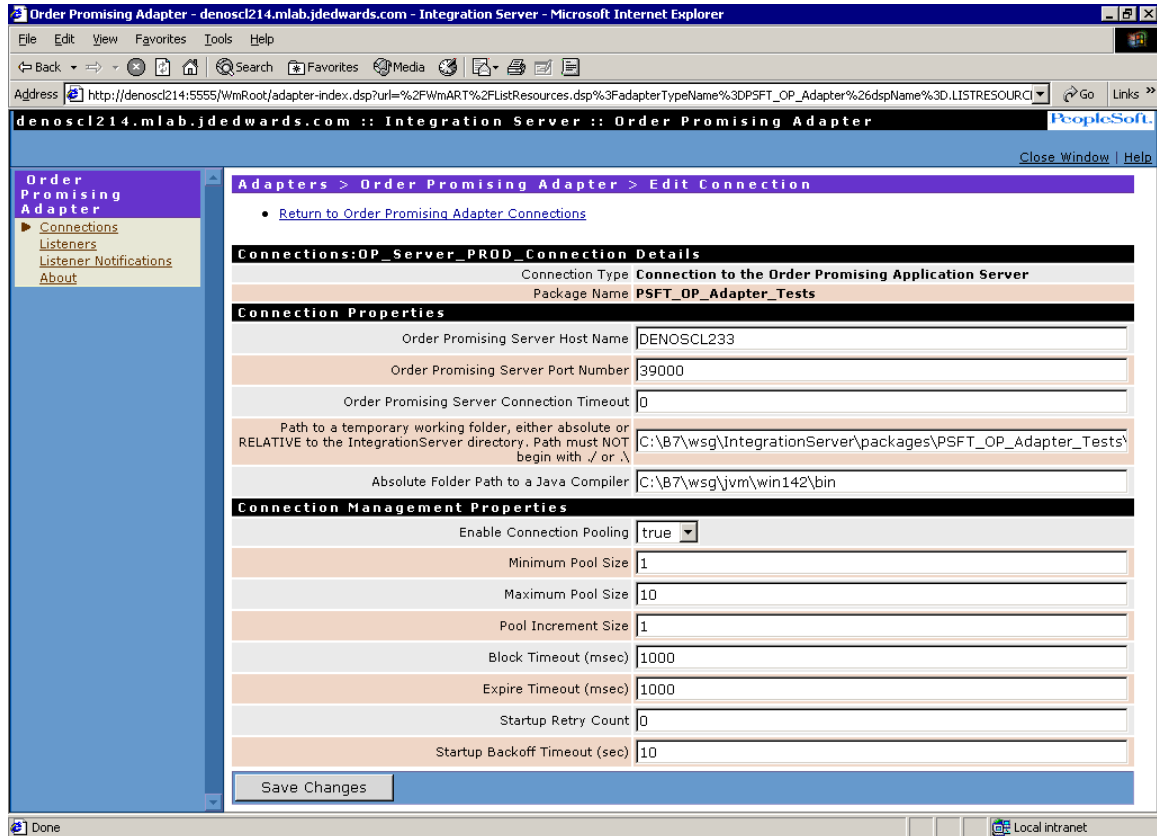 Order Promising Adapter - denoscl214.mlab.jdedwards.com - Integration Server - Microsoft Internet Explorer
File Edit View Favorites Tools Help
Back Search Favorites Media
Address http://denoscl214:5555/WmRoot/adapter-index.dsp?url=%2FWmART%2FListResources.dsp%3FadapterTypeName%3DPSFT_OP_Adapter%26dspName%3D.LISTRESOURC Go Links »
denoscl214.mlab.jdedwards.com :: Integration Server :: Order Promising Adapter PeopleSoft.
Close Window | Help
Order
Promising
Adapter
Connections
Listeners
Listener Notifications
About
Adapters > Order Promising Adapter > Edit Connection
Return to Order Promising Adapter Connections
Connections:OP_Server_PROD_Connection Details
Connection Type Connection to the Order Promising Application Server
Package Name PSFT_OP_Adapter_Tests
Connection Properties
Order Promising Server Host Name DENOSCL233
Order Promising Server Port Number 39000
Order Promising Server Connection Timeout 0
Path to a temporary working folder, either absolute or
RELATIVE to the IntegrationServer directory. Path must NOT
begin with ./ or .\
C:\B7\wsg\IntegrationServer\packages\PSFT_OP_Adapter_Tests\
Absolute Folder Path to a Java Compiler C:\B7\wsg\jvm\win142\bin
Connection Management Properties
Enable Connection Pooling true
Minimum Pool Size 1
Maximum Pool Size 10
Pool Increment Size 1
Block Timeout (msec) 1000
Expire Timeout (msec) 1000
Startup Retry Count 0
Startup Backoff Timeout (sec) 10
Save Changes
Done Local intranet